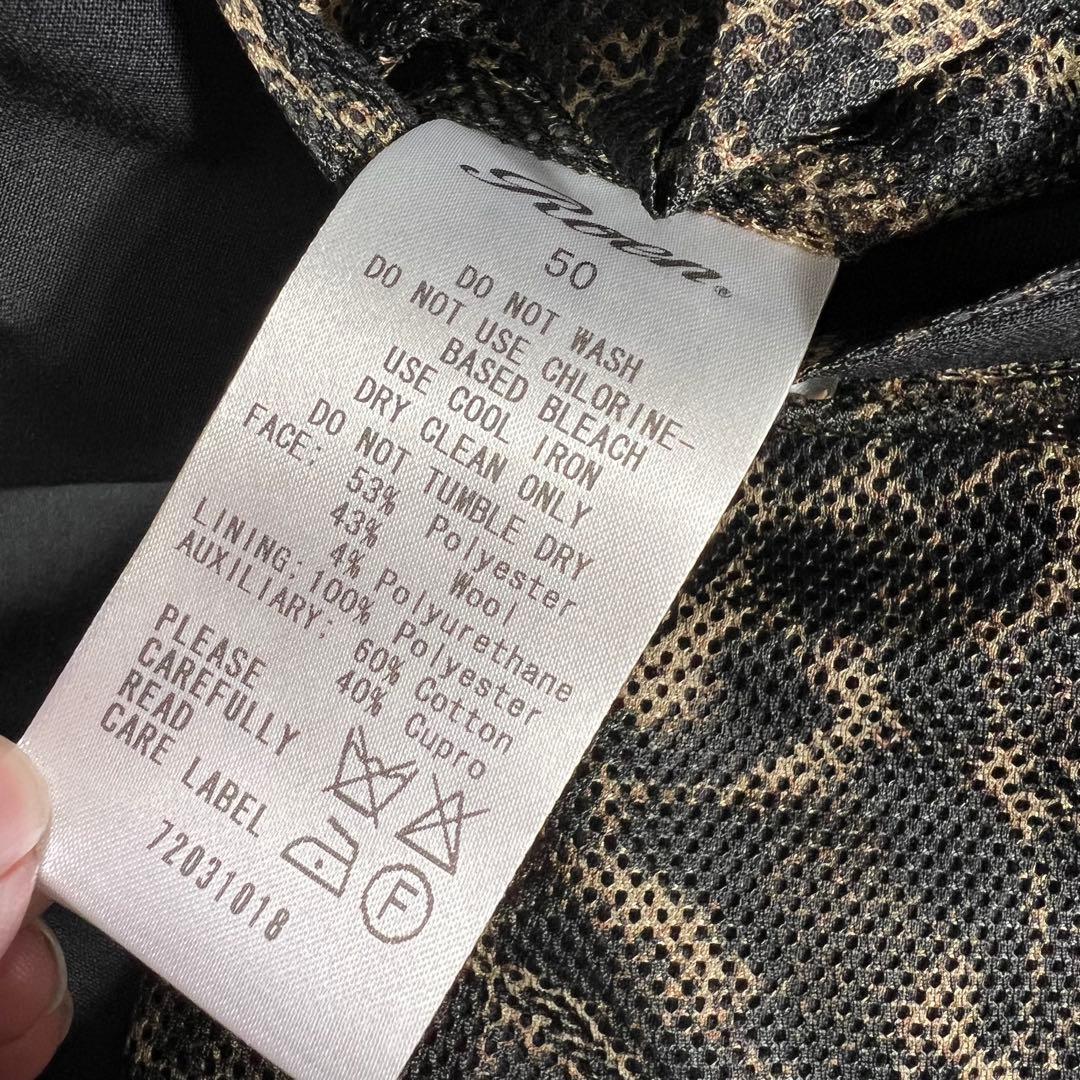 Roen®
50
DO NOT WASH
DO NOT USE CHLORINE-
BASED BLEACH
USE COOL IRON
DRY CLEAN ONLY
DO NOT TUMBLE DRY
FACE: 53% Polyester
43% Wool
4% Polyurethane
LINING: 100% Polyester
AUXILIARY: 60% Cotton
40% Cupro
PLEASE
CAREFULLY
READ
CARE LABEL
F
72031018